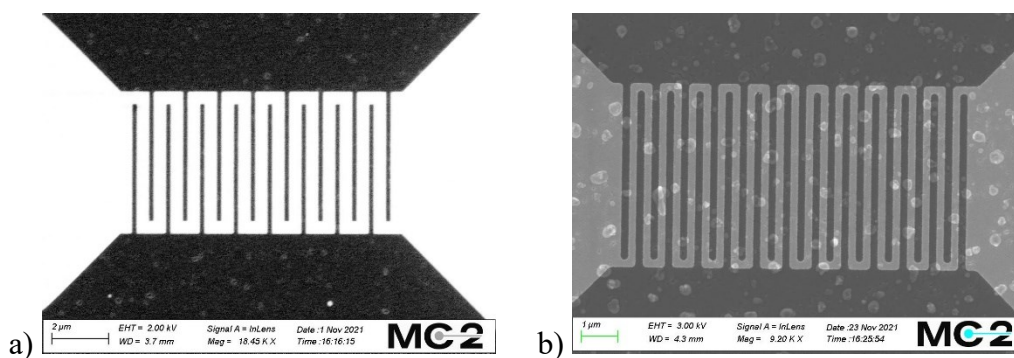 a)
2 µm
EHT = 2.00 kV
WD = 3.7 mm
Signal A = InLens
Mag = 18.45 K X
Date :1 Nov 2021
Time :16:16:15
MC2
b)
1 µm
EHT = 3.00 kV
WD = 4.3 mm
Signal A = InLens
Mag = 9.20 K X
Date :23 Nov 2021
Time :16:25:54
MC2